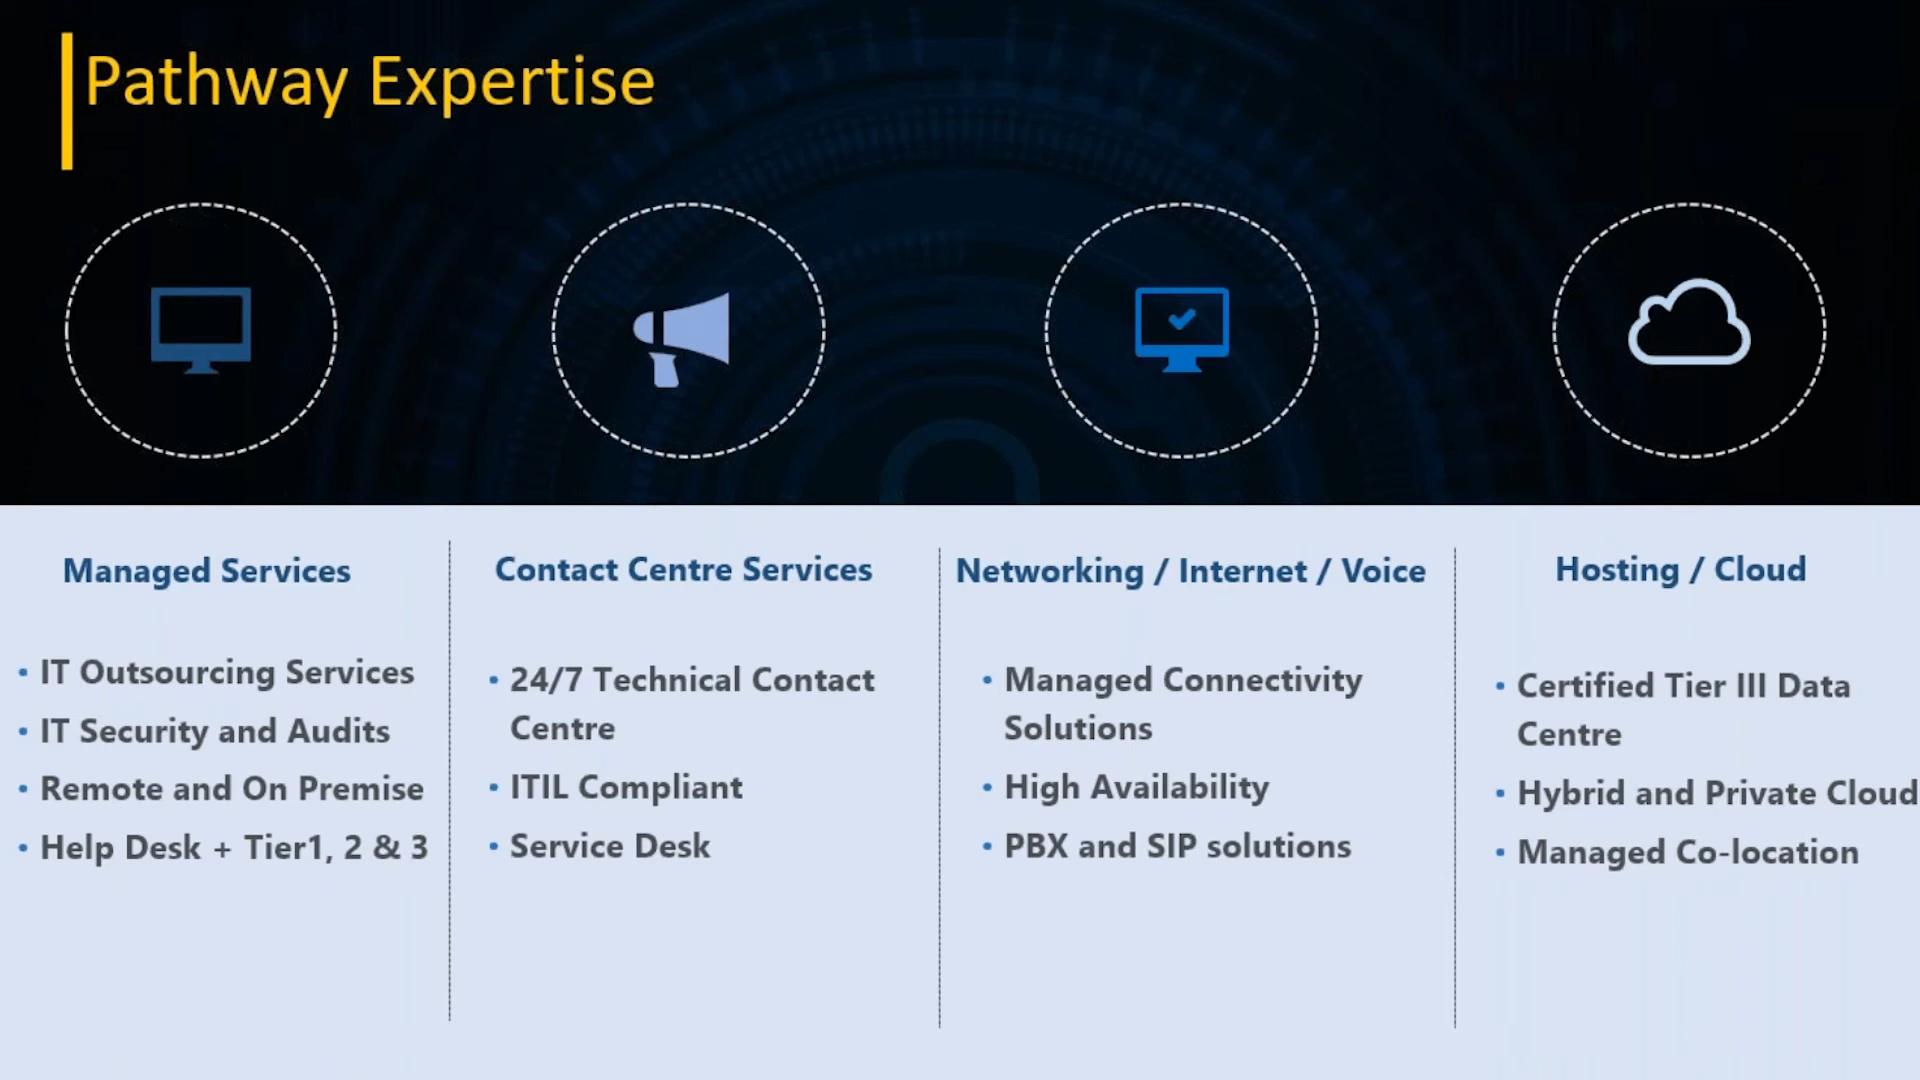 Pathway Expertise
Managed Services
• IT Outsourcing Services
• IT Security and Audits
• Remote and On Premise
• Help Desk + Tier1, 2 & 3
Contact Centre Services
• 24/7 Technical Contact
Centre
• ITIL Compliant
• Service Desk
Networking / Internet / Voice
• Managed Connectivity
Solutions
• High Availability
• PBX and SIP solutions
Hosting / Cloud
• Certified Tier III Data
Centre
• Hybrid and Private Cloud
• Managed Co-location